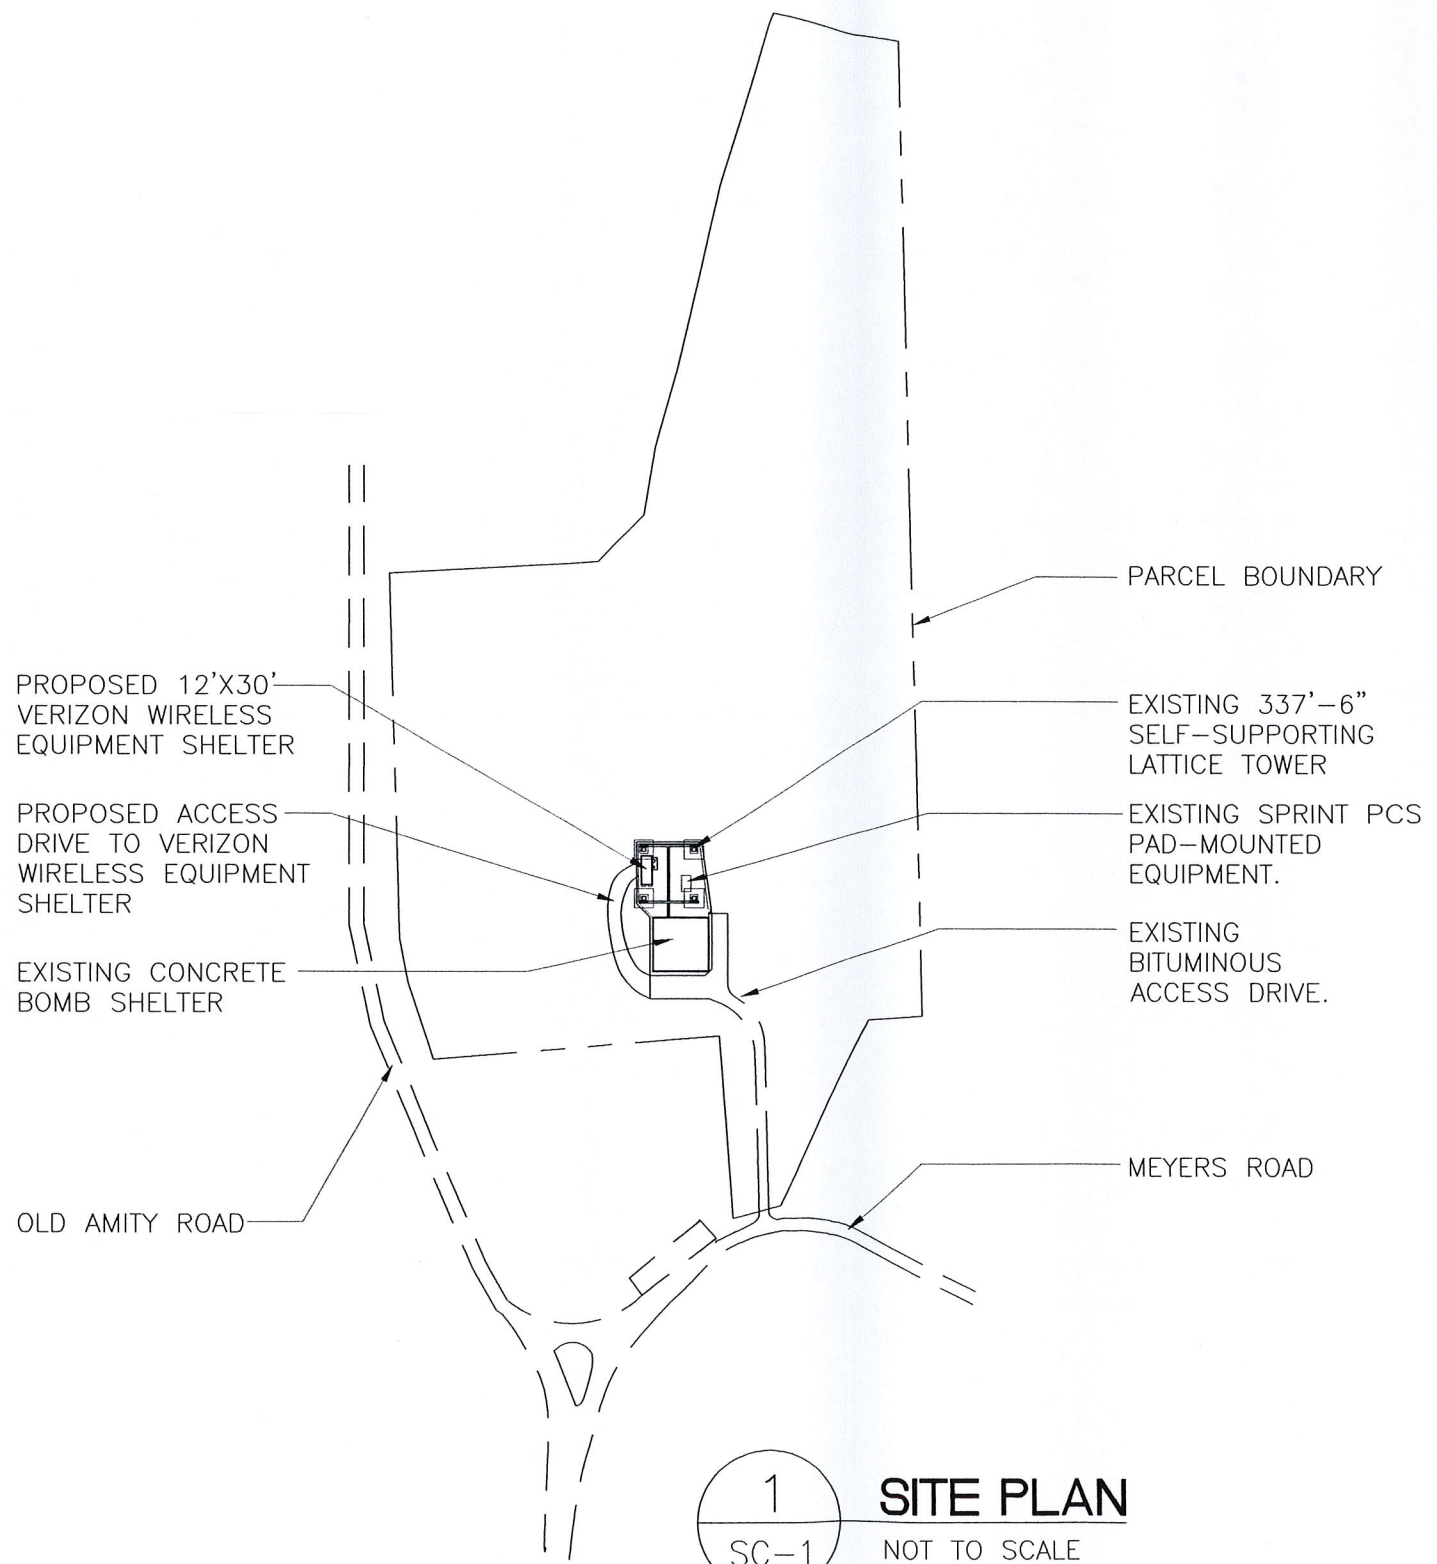 PROPOSED 12'X30'
VERIZON WIRELESS
EQUIPMENT SHELTER
PROPOSED ACCESS
DRIVE TO VERIZON
WIRELESS EQUIPMENT
SHELTER
EXISTING CONCRETE
BOMB SHELTER
OLD AMITY ROAD
PARCEL BOUNDARY
EXISTING 337'-6"
SELF-SUPPORTING
LATTICE TOWER
EXISTING SPRINT PCS
PAD-MOUNTED
EQUIPMENT.
EXISTING
BITUMINOUS
ACCESS DRIVE.
MEYERS ROAD
1
SC-1
SITE PLAN
NOT TO SCALE